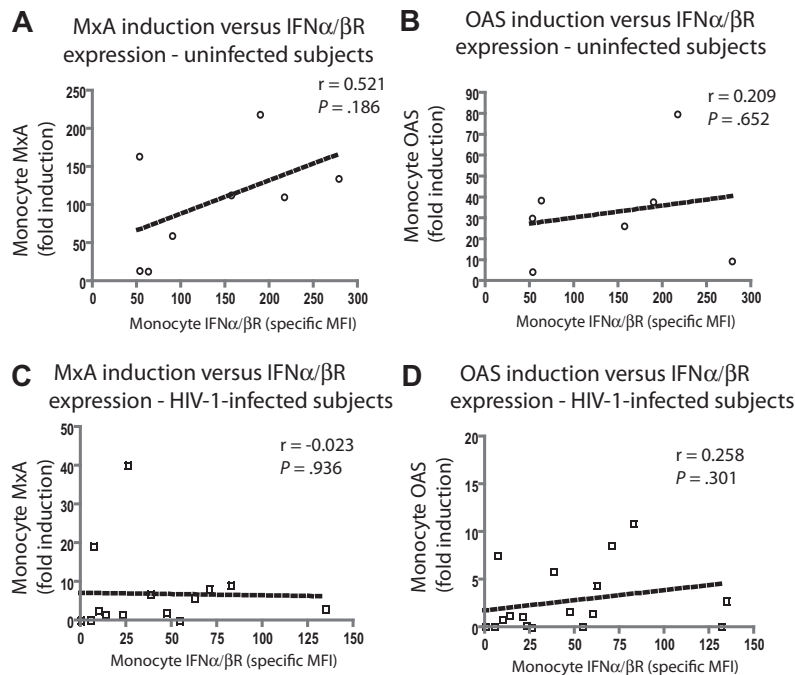 A
MxA induction versus IFNα/βR
expression - uninfected subjects
r = 0.521
P = .186
250
200
150
100
50
0
Monocyte MxA
(fold induction)
0 50 100 150 200 250 300
Monocyte IFNα/βR (specific MFI)
B
OAS induction versus IFNα/βR
expression - uninfected subjects
r = 0.209
P = .652
90
80
70
60
50
40
30
20
10
0
Monocyte OAS
(fold induction)
0 50 100 150 200 250 300
Monocyte IFNα/βR (specific MFI)
C
MxA induction versus IFNα/βR
expression - HIV-1-infected subjects
r = -0.023
P = .936
50
40
30
20
10
0
Monocyte MxA
(fold induction)
0 25 50 75 100 125 150
Monocyte IFNα/βR (specific MFI)
D
OAS induction versus IFNα/βR
expression - HIV-1-infected subjects
r = 0.258
P = .301
20
15
10
5
0
Monocyte OAS
(fold induction)
0 25 50 75 100 125 150
Monocyte IFNα/βR (specific MFI)